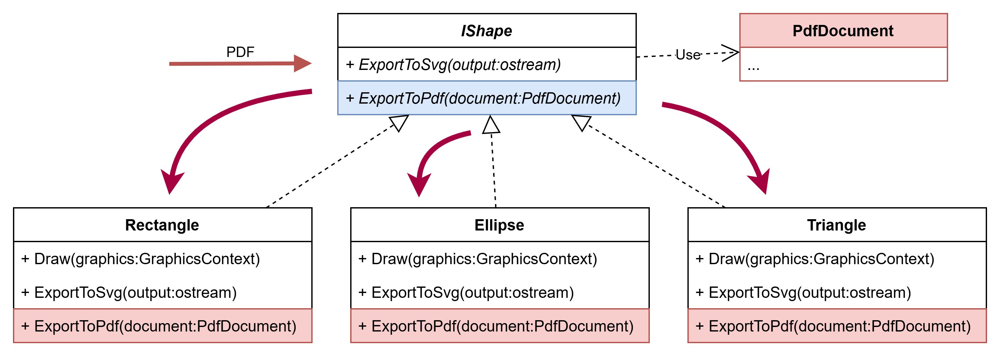 IShape
PdfDocument
PDF
+ ExportToSvg(output:ostream)
Use
...
+ ExportToPdf(document:PdfDocument)
Rectangle
+ Draw(graphics:GraphicsContext)
+ ExportToSvg(output:ostream)
+ ExportToPdf(document:PdfDocument)
Ellipse
+ Draw(graphics:GraphicsContext)
+ ExportToSvg(output:ostream)
+ ExportToPdf(document:PdfDocument)
Triangle
+ Draw(graphics:GraphicsContext)
+ ExportToSvg(output:ostream)
+ ExportToPdf(document:PdfDocument)